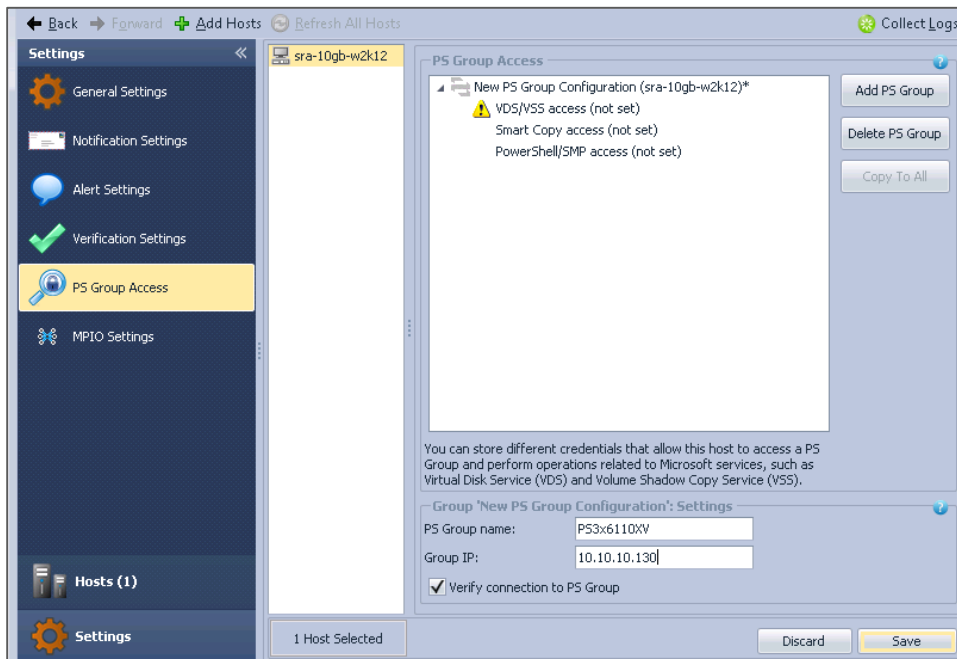 Back Forward Add Hosts Refresh All Hosts Collect Logs
Settings «
General Settings
Notification Settings
Alert Settings
Verification Settings
PS Group Access
MPIO Settings
Hosts (1)
Settings
sra-10gb-w2k12
1 Host Selected
PS Group Access
New PS Group Configuration (sra-10gb-w2k12)*
VDS/VSS access (not set)
Smart Copy access (not set)
PowerShell/SMP access (not set)
Add PS Group
Delete PS Group
Copy To All
You can store different credentials that allow this host to access a PS
Group and perform operations related to Microsoft services, such as
Virtual Disk Service (VDS) and Volume Shadow Copy Service (VSS).
Group 'New PS Group Configuration': Settings
PS Group name: PS3x6110XV
Group IP: 10.10.10.130
Verify connection to PS Group
Discard Save